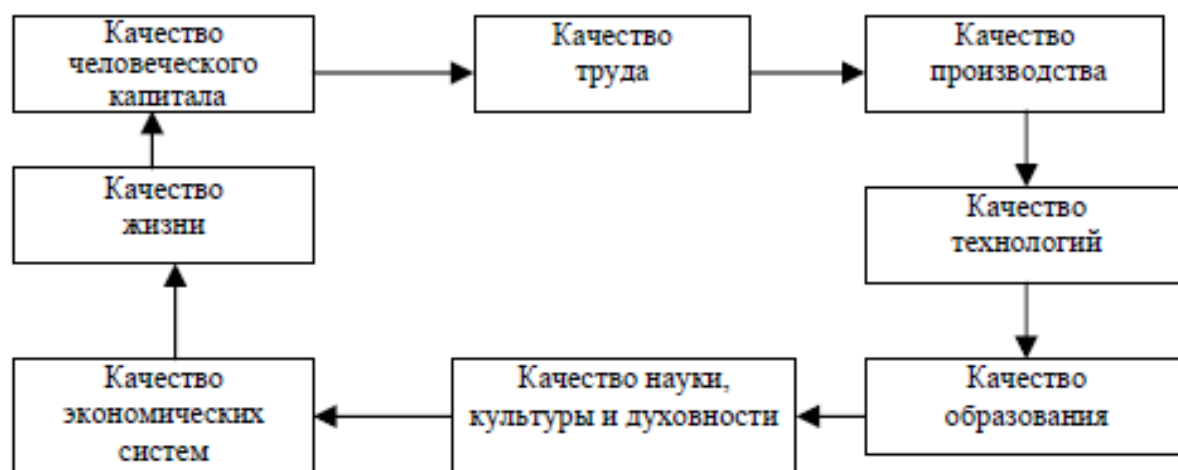 Качество
человеческого
капитала
Качество
труда
Качество
производства
Качество
жизни
Качество
технологий
Качество
экономических
систем
Качество науки,
культуры и духовности
Качество
образования